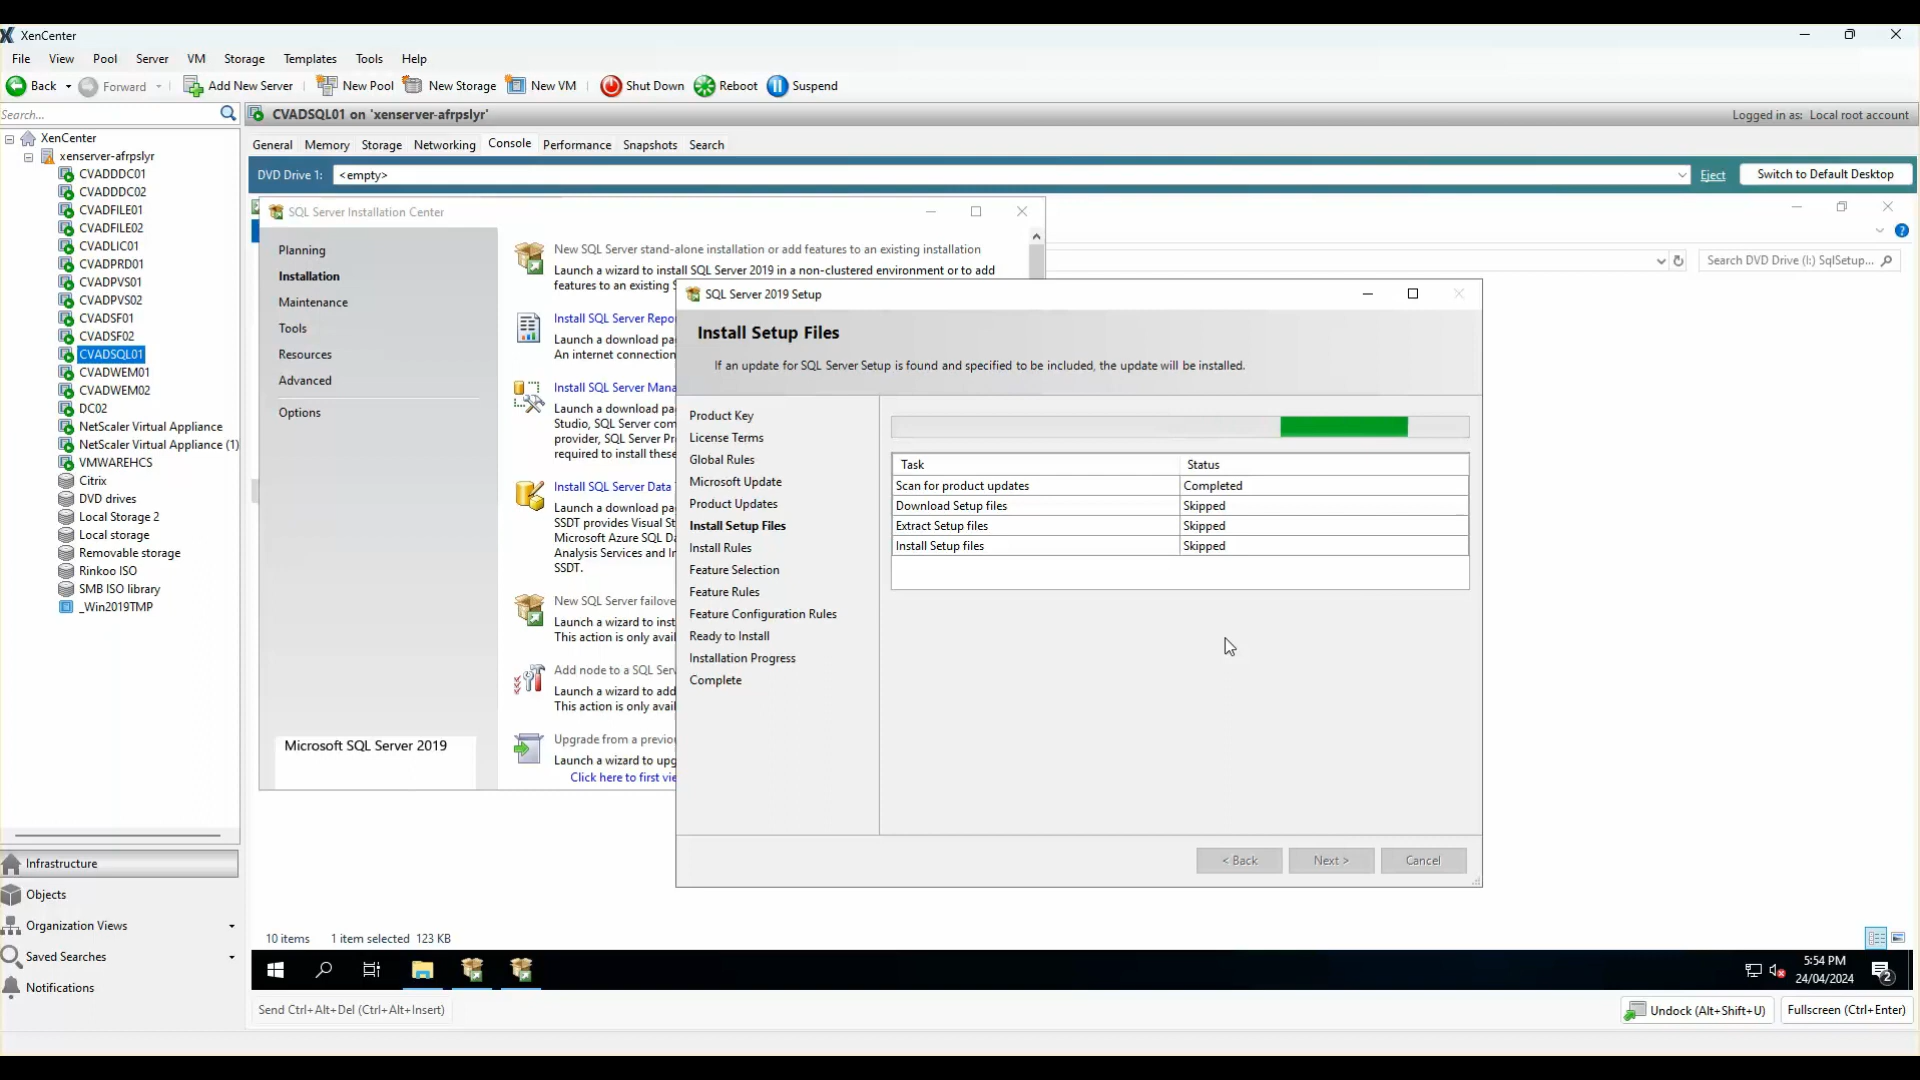 XenCenter
File View Pool Server VM Storage Templates Tools Help
Back Forward Add New Server New Pool New Storage New VM Shut Down Reboot Suspend
Search...
CVADSQL01 on 'xenserver-afrpslyr'
Logged in as: Local root account
XenCenter
xenserver-afrpslyr
CVADDDC01
CVADDDC02
CVADFILE01
CVADFILE02
CVADLIC01
CVADPRD01
CVADPVS01
CVADPVS02
CVADSF01
CVADSF02
CVADSQL01
CVADWEM01
CVADWEM02
DC02
NetScaler Virtual Appliance
NetScaler Virtual Appliance (1)
VMWAREHCS
Citrix
DVD drives
Local Storage 2
Local storage
Removable storage
Rinkoo ISO
SMB ISO library
_Win2019TMP
Infrastructure
Objects
Organization Views
Saved Searches
Notifications
General Memory Storage Networking Console Performance Snapshots Search
DVD Drive 1: <empty> Eject Switch to Default Desktop
SQL Server Installation Center
Search DVD Drive (I:) SqlSetup...
Planning
Installation
Maintenance
Tools
Resources
Advanced
Options
Microsoft SQL Server 2019
New SQL Server stand-alone installation or add features to an existing installation
Launch a wizard to install SQL Server 2019 in a non-clustered environment or to add
features to an existing S
Install SQL Server Repo
Launch a download pa
An internet connection
Install SQL Server Mana
Launch a download pa
Studio, SQL Server com
provider, SQL Server Pr
required to install these
Install SQL Server Data
Launch a download pa
SSDT provides Visual St
Microsoft Azure SQL Da
Analysis Services and In
SSDT.
New SQL Server failove
Launch a wizard to inst
This action is only avai
Add node to a SQL Serv
Launch a wizard to add
This action is only avai
Upgrade from a previo
Launch a wizard to upg
Click here to first vie
SQL Server 2019 Setup
Install Setup Files
If an update for SQL Server Setup is found and specified to be included, the update will be installed.
Product Key
License Terms
Global Rules
Microsoft Update
Product Updates
Install Setup Files
Install Rules
Feature Selection
Feature Rules
Feature Configuration Rules
Ready to Install
Installation Progress
Complete
Task Status
Scan for product updates Completed
Download Setup files Skipped
Extract Setup files Skipped
Install Setup files Skipped
< Back Next > Cancel
10 items 1 item selected 123 KB
5:54 PM
24/04/2024
2
Send Ctrl+Alt+Del (Ctrl+Alt+Insert)
Undock (Alt+Shift+U)
Fullscreen (Ctrl+Enter)